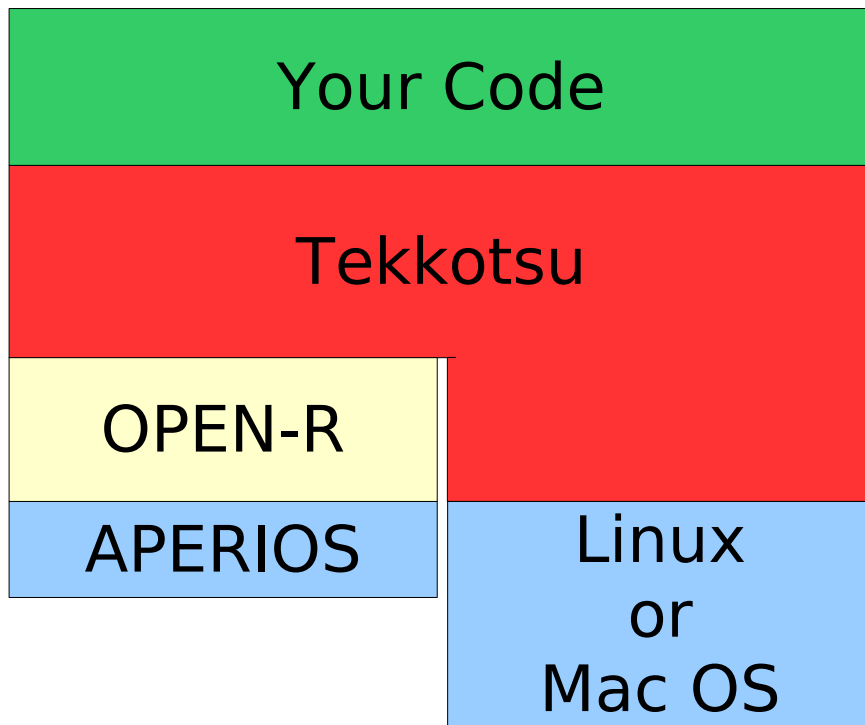 Your Code
Tekkotsu
OPEN-R
APERIOS
Linux
or
Mac OS